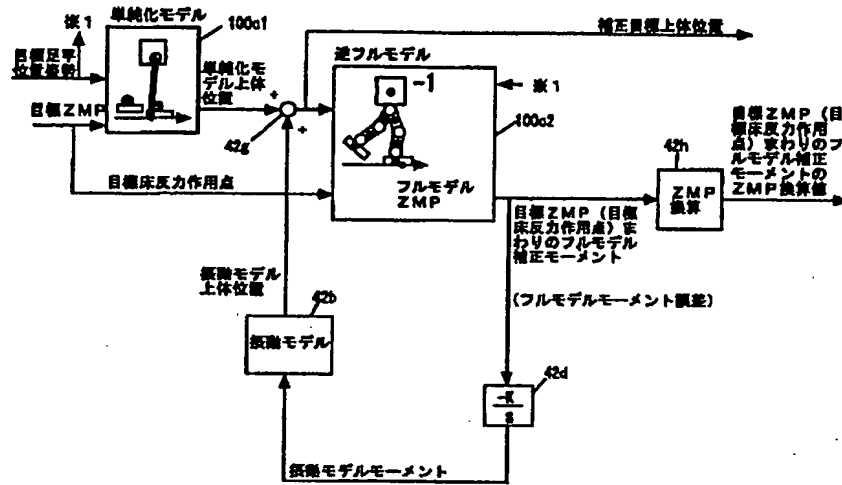 ※1
単純化モデル
100c1
補正目標上体位置
目標足平
位置姿勢
単純化モ
デル上体
位置
逆フルモデル
-1
※1
100c2
目標ZMP
+
+
42g
目標床反力作用点
フルモデル
ZMP
42h
ZMP
換算
目標ZMP(目
標床反力作用
点)まわりのフ
ルモデル補正
モーメントの
ZMP換算値
目標ZMP(目標
床反力作用点)ま
わりのフルモデル
補正モーメント
(フルモデルモーメント誤差)
摂動モデル
上体位置
42b
摂動モデル
42d
-K
s
摂動モデルモーメント